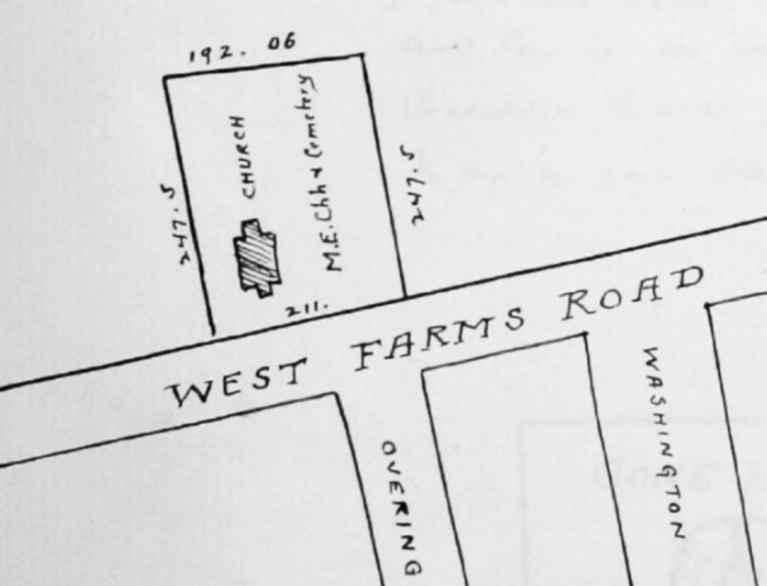 192. 06
247.5
CHURCH
M.E. Chh & Cemetery
247.5
211.
WEST FARMS ROAD
OVERING
WASHINGTON